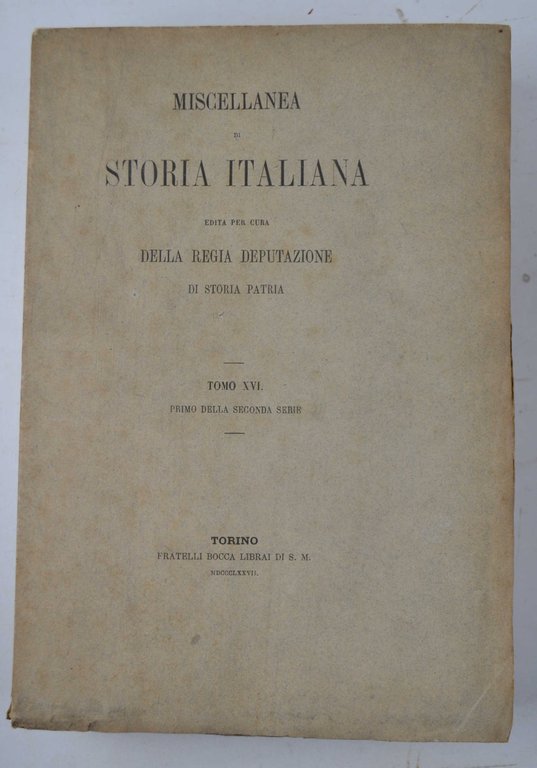 MISCELLANEA
DI
STORIA ITALIANA
EDITA PER CURA
DELLA REGIA DEPUTAZIONE
DI STORIA PATRIA
TOMO XVI.
PRIMO DELLA SECONDA SERIE
TORINO
FRATELLI BOCCA LIBRAI DI S. M.
MDCCCLXXVII.